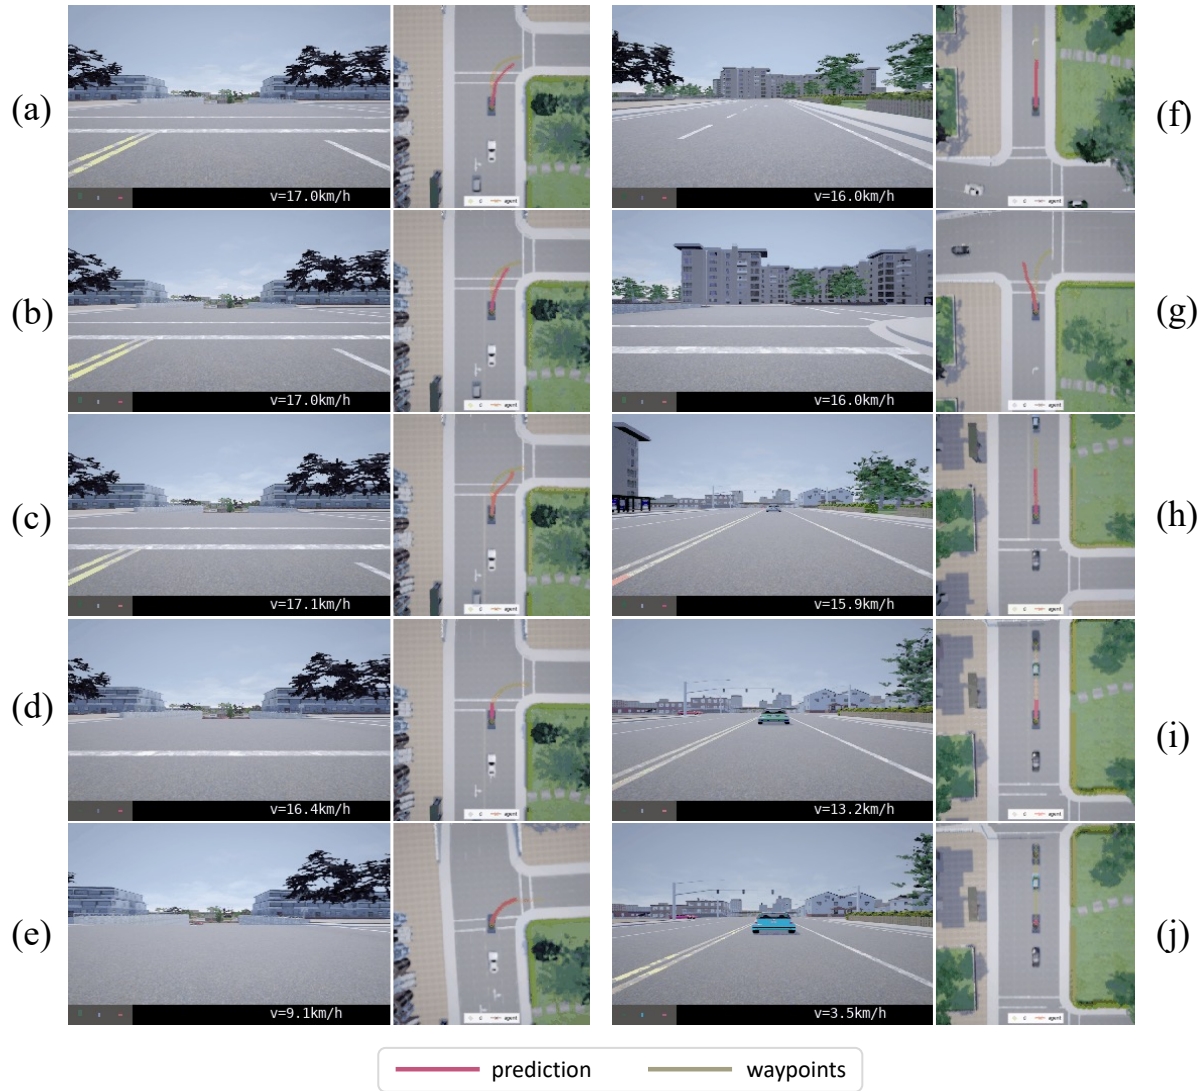 (a)
v=17.0km/h
(b)
v=17.0km/h
(c)
v=17.1km/h
(d)
v=16.4km/h
(e)
v=9.1km/h
v=16.0km/h
(f)
v=16.0km/h
(g)
v=15.9km/h
(h)
v=13.2km/h
(i)
v=3.5km/h
(j)
prediction
waypoints